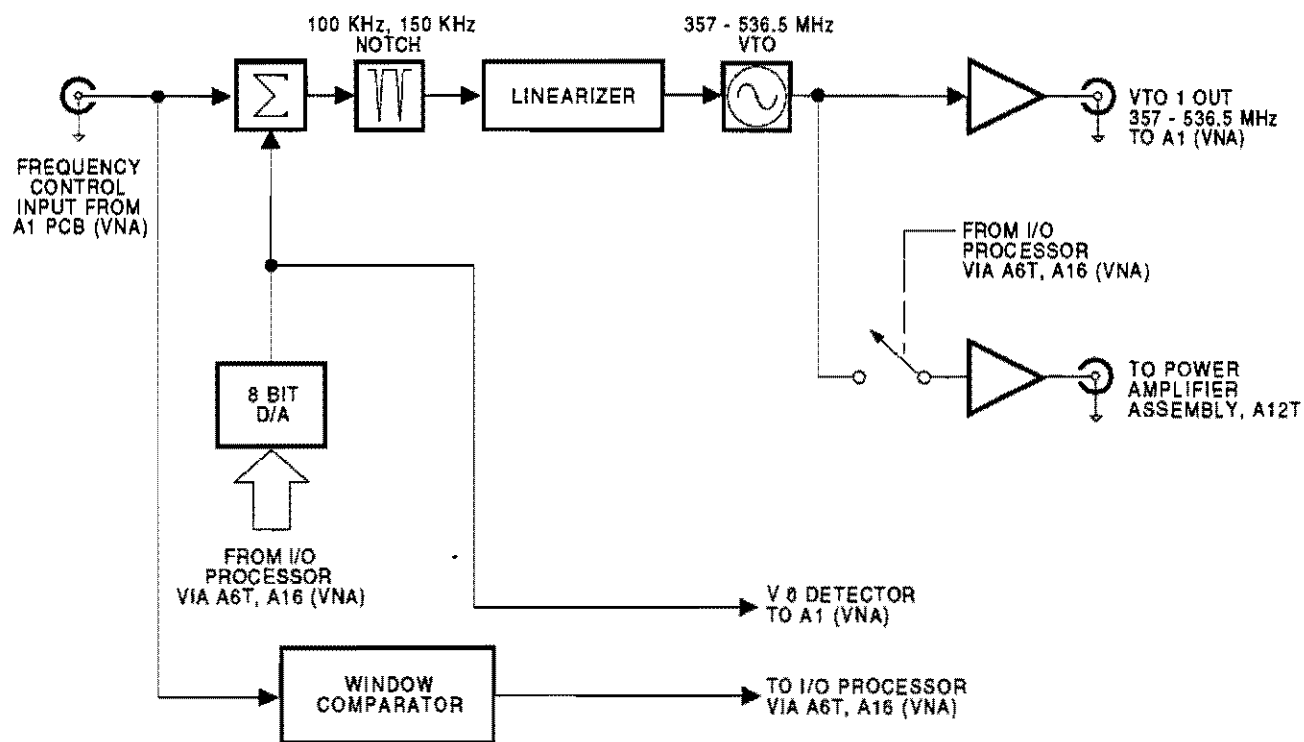 100 KHz, 150 KHz
NOTCH
357 - 536.5 MHz
VTO
Σ
LINEARIZER
VTO 1 OUT
357 - 536.5 MHz
TO A1 (VNA)
FREQUENCY
CONTROL
INPUT FROM
A1 PCB (VNA)
FROM I/O
PROCESSOR
VIA A6T, A16 (VNA)
8 BIT
D/A
TO POWER
AMPLIFIER
ASSEMBLY, A12T
FROM I/O
PROCESSOR
VIA A6T, A16 (VNA)
V 0 DETECTOR
TO A1 (VNA)
WINDOW
COMPARATOR
TO I/O PROCESSOR
VIA A6T, A16 (VNA)